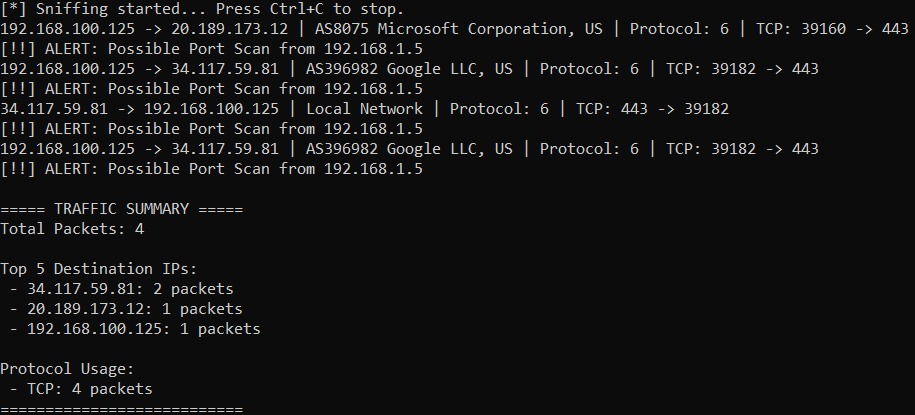 [*] Sniffing started... Press Ctrl+C to stop.
192.168.100.125 -> 20.189.173.12 | AS8075 Microsoft Corporation, US | Protocol: 6 | TCP: 39160 -> 443
[!!] ALERT: Possible Port Scan from 192.168.1.5
192.168.100.125 -> 34.117.59.81 | AS396982 Google LLC, US | Protocol: 6 | TCP: 39182 -> 443
[!!] ALERT: Possible Port Scan from 192.168.1.5
34.117.59.81 -> 192.168.100.125 | Local Network | Protocol: 6 | TCP: 443 -> 39182
[!!] ALERT: Possible Port Scan from 192.168.1.5
192.168.100.125 -> 34.117.59.81 | AS396982 Google LLC, US | Protocol: 6 | TCP: 39182 -> 443
[!!] ALERT: Possible Port Scan from 192.168.1.5
===== TRAFFIC SUMMARY =====
Total Packets: 4
Top 5 Destination IPs:
- 34.117.59.81: 2 packets
- 20.189.173.12: 1 packets
- 192.168.100.125: 1 packets
Protocol Usage:
- TCP: 4 packets
===========================